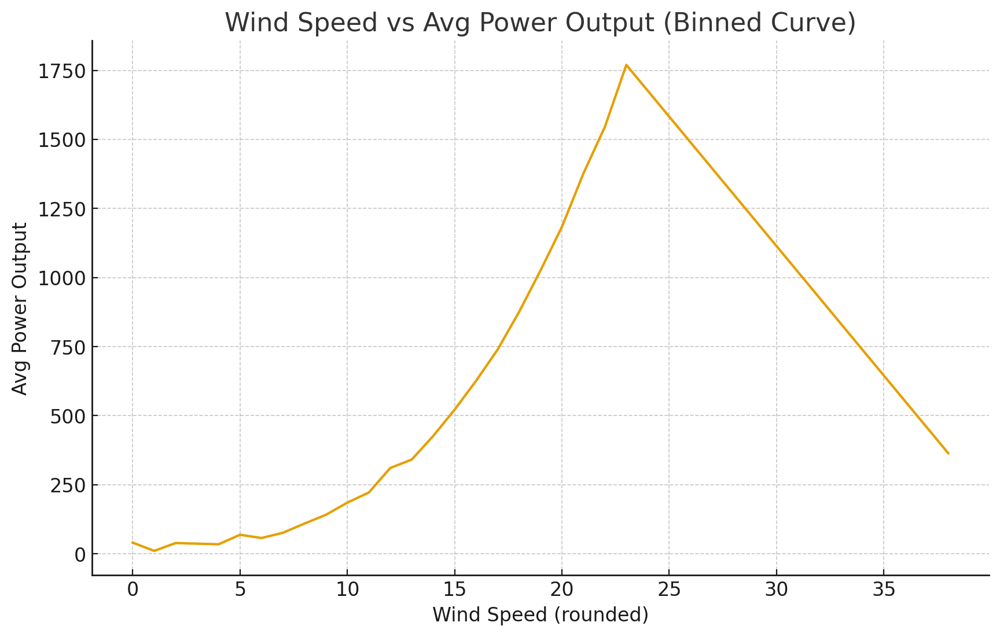 Wind Speed vs Avg Power Output (Binned Curve)
Avg Power Output
1750
1500
1250
1000
750
500
250
0
0 5 10 15 20 25 30 35
Wind Speed (rounded)